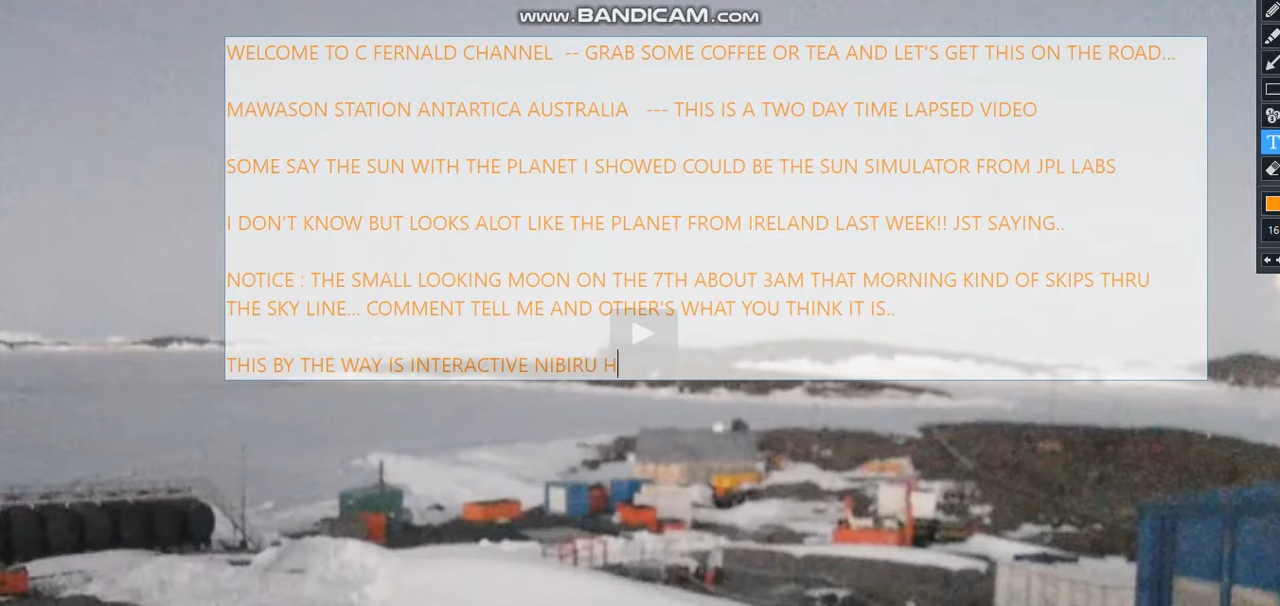 www.BANDICAM.com
WELCOME TO C FERNALD CHANNEL -- GRAB SOME COFFEE OR TEA AND LET'S GET THIS ON THE ROAD...
MAWASON STATION ANTARTICA AUSTRALIA --- THIS IS A TWO DAY TIME LAPSED VIDEO
SOME SAY THE SUN WITH THE PLANET I SHOWED COULD BE THE SUN SIMULATOR FROM JPL LABS
I DON'T KNOW BUT LOOKS ALOT LIKE THE PLANET FROM IRELAND LAST WEEK!! JST SAYING..
NOTICE : THE SMALL LOOKING MOON ON THE 7TH ABOUT 3AM THAT MORNING KIND OF SKIPS THRU
THE SKY LINE... COMMENT TELL ME AND OTHER'S WHAT YOU THINK IT IS..
THIS BY THE WAY IS INTERACTIVE NIBIRU H
T
16